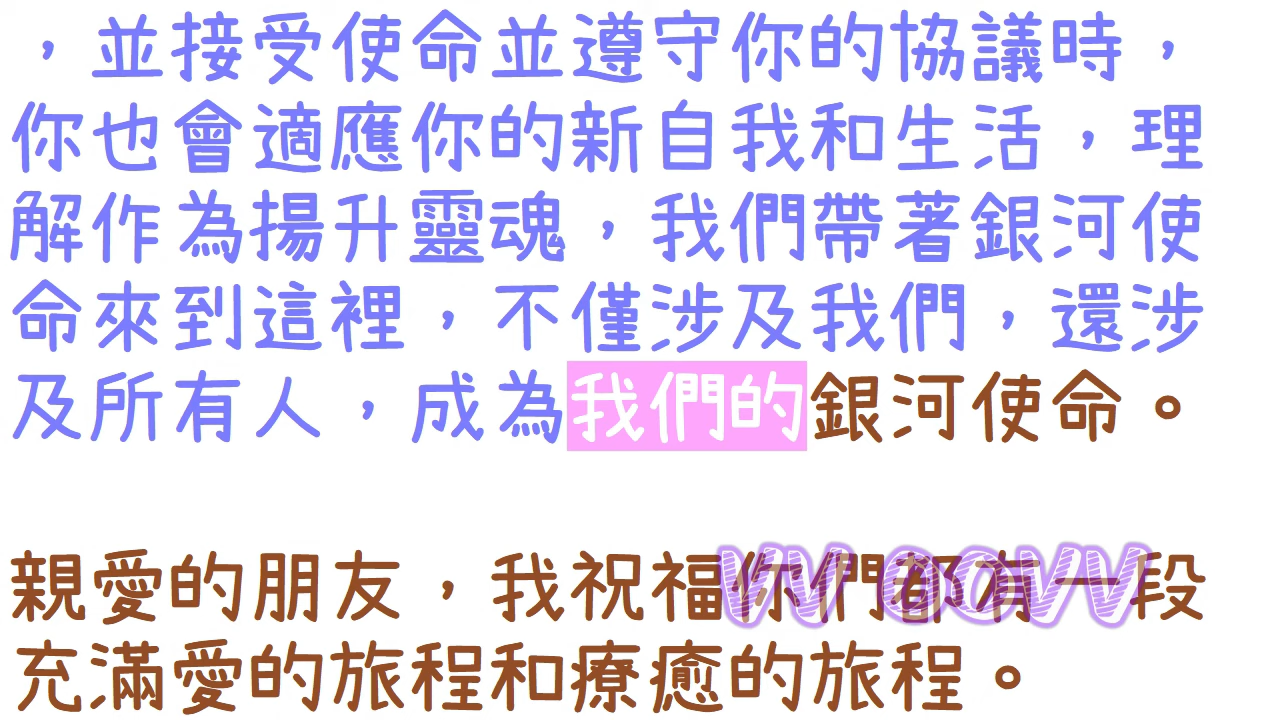 ，並接受使命並遵守你的協議時，
你也會適應你的新自我和生活，理
解作為揚升靈魂，我們帶著銀河使
命來到這裡，不僅涉及我們，還涉
及所有人，成為我們的銀河使命。
親愛的朋友，我祝福你們都有一段
充滿愛的旅程和療癒的旅程。